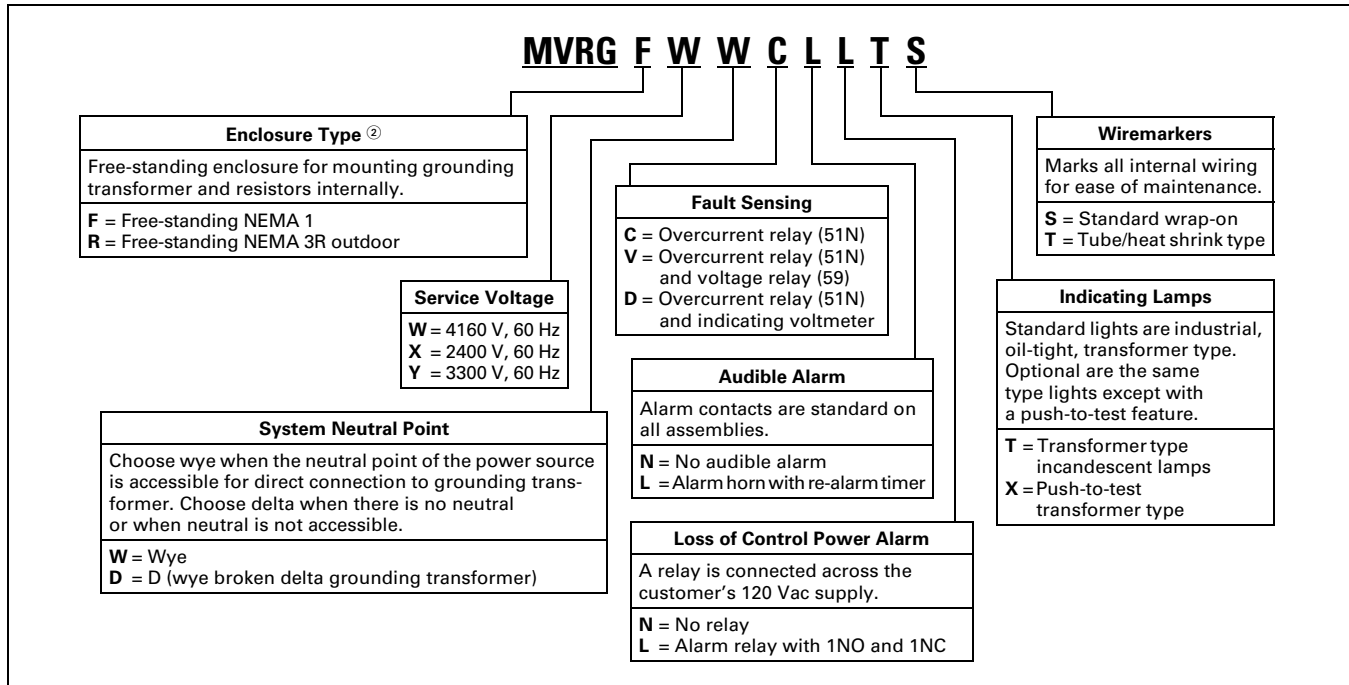 MVRG F W W C L L T S
Enclosure Type ②
Free-standing enclosure for mounting grounding
transformer and resistors internally.
F = Free-standing NEMA 1
R = Free-standing NEMA 3R outdoor
Service Voltage
W = 4160 V, 60 Hz
X = 2400 V, 60 Hz
Y = 3300 V, 60 Hz
System Neutral Point
Choose wye when the neutral point of the power source
is accessible for direct connection to grounding trans-
former. Choose delta when there is no neutral
or when neutral is not accessible.
W = Wye
D = D (wye broken delta grounding transformer)
Fault Sensing
C = Overcurrent relay (51N)
V = Overcurrent relay (51N)
and voltage relay (59)
D = Overcurrent relay (51N)
and indicating voltmeter
Audible Alarm
Alarm contacts are standard on
all assemblies.
N = No audible alarm
L = Alarm horn with re-alarm timer
Loss of Control Power Alarm
A relay is connected across the
customer's 120 Vac supply.
N = No relay
L = Alarm relay with 1NO and 1NC
Wiremarkers
Marks all internal wiring
for ease of maintenance.
S = Standard wrap-on
T = Tube/heat shrink type
Indicating Lamps
Standard lights are industrial,
oil-tight, transformer type.
Optional are the same
type lights except with
a push-to-test feature.
T = Transformer type
incandescent lamps
X = Push-to-test
transformer type